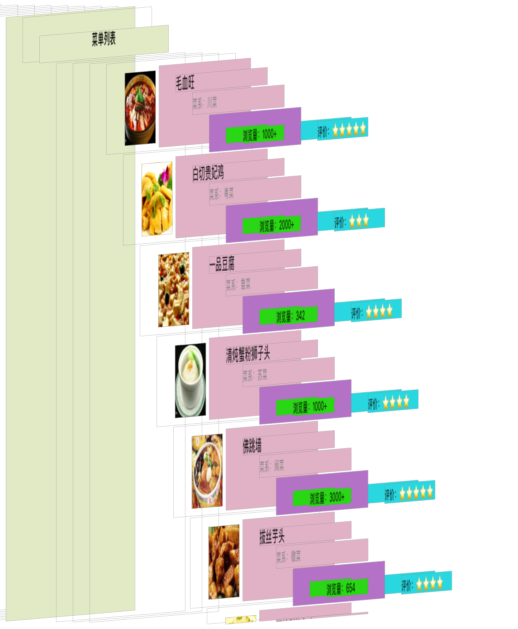 菜单列表
毛血旺
菜系：川菜
浏览量：1000+
评价：⭐⭐⭐⭐⭐
白切贵妃鸡
菜系：粤菜
浏览量：2000+
评价：⭐⭐⭐
一品豆腐
菜系：鲁菜
浏览量：342
评价：⭐⭐⭐⭐
清炖蟹粉狮子头
菜系：苏菜
浏览量：1000+
评价：⭐⭐⭐⭐
佛跳墙
菜系：闽菜
浏览量：3000+
评价：⭐⭐⭐⭐⭐
拔丝芋头
菜系：徽菜
浏览量：654
评价：⭐⭐⭐⭐